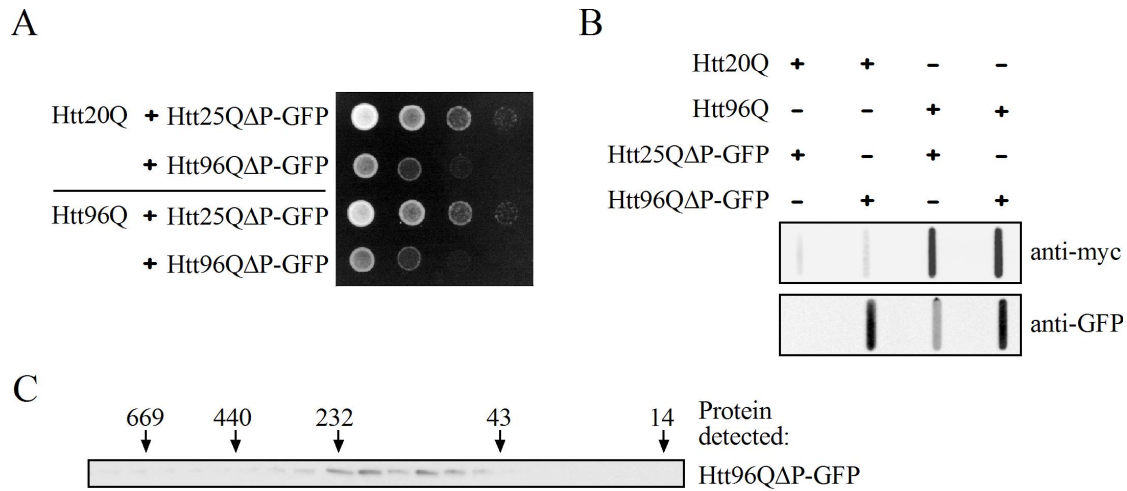 A
Htt20Q + Htt25QΔP-GFP
+ Htt96QΔP-GFP
Htt96Q + Htt25QΔP-GFP
+ Htt96QΔP-GFP
B
Htt20Q + + - -
Htt96Q - - + +
Htt25QΔP-GFP + - + -
Htt96QΔP-GFP - + - +
anti-myc
anti-GFP
C
669 440 232 43 14 Protein
detected:
Htt96QΔP-GFP